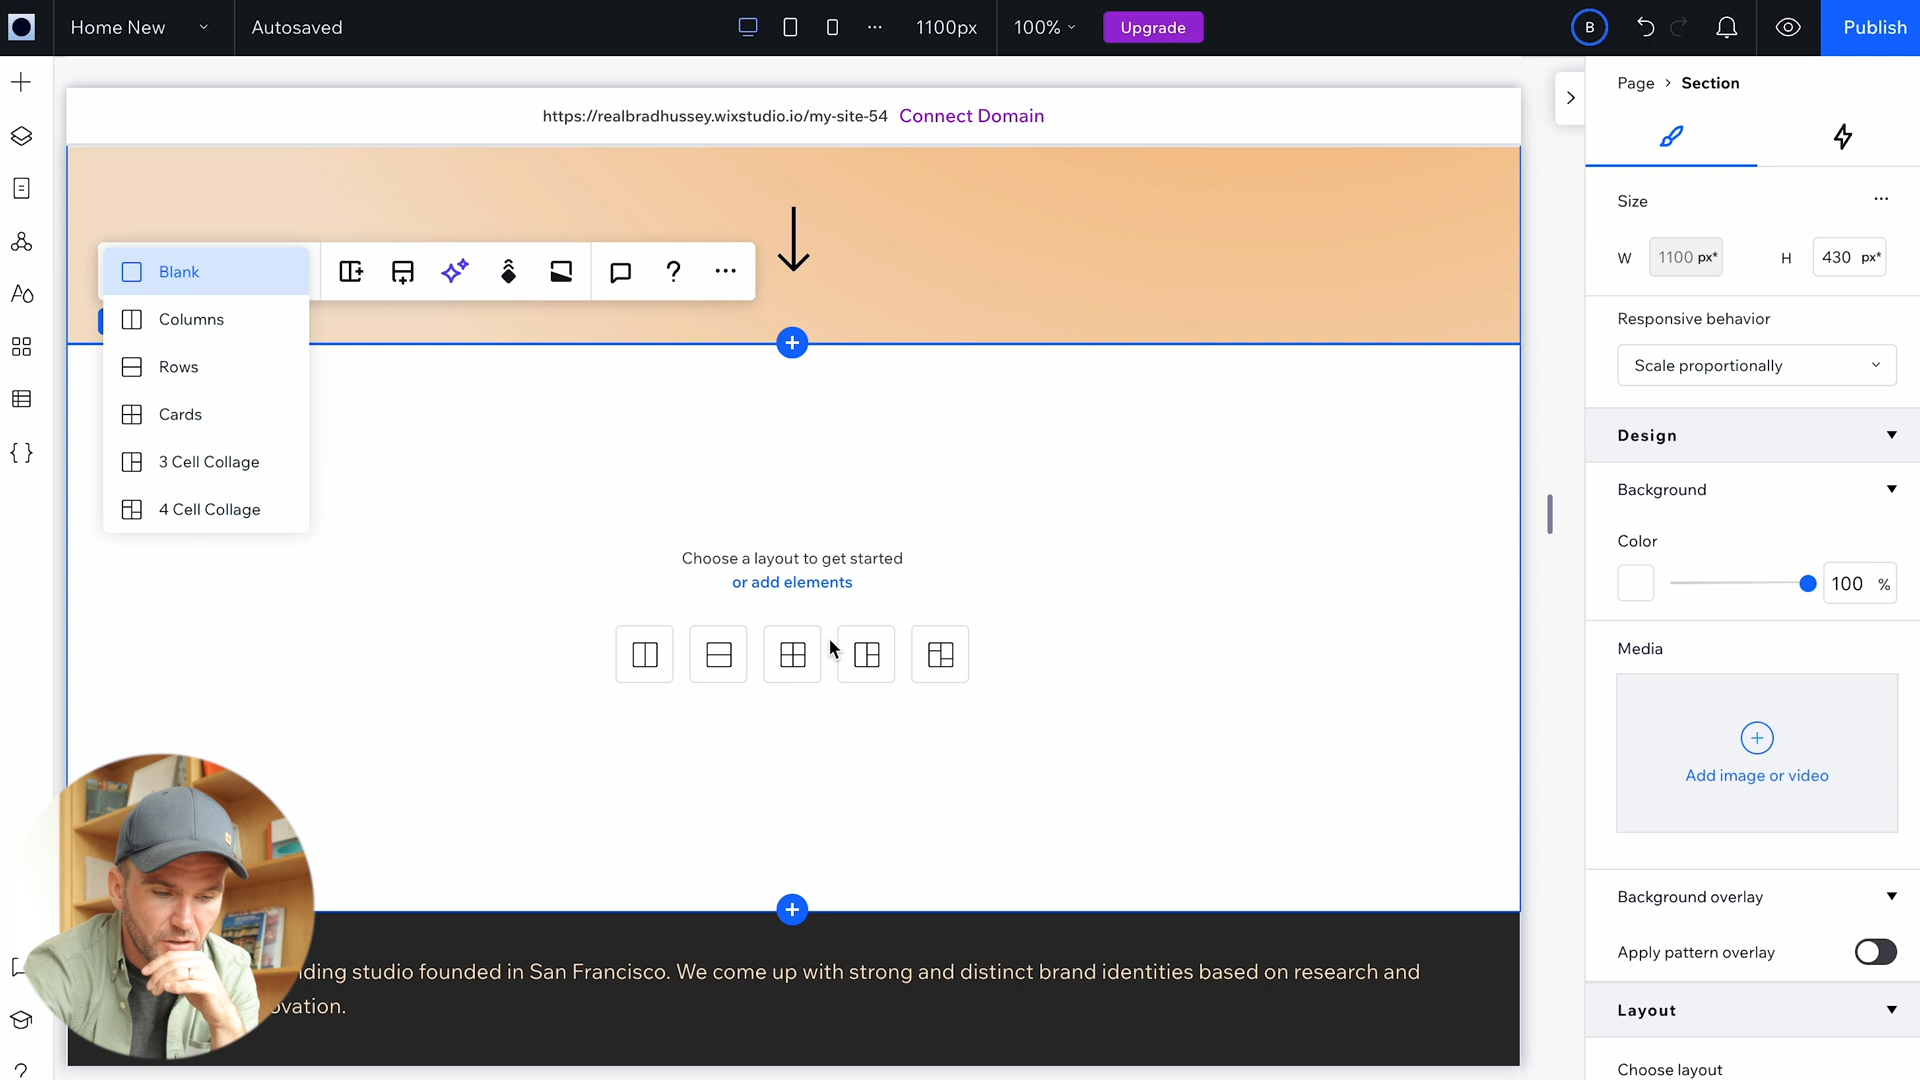 Home New
Autosaved
1100px
100%
Upgrade
B
Publish
https://realbradhussey.wixstudio.io/my-site-54 Connect Domain
Page > Section
Size
W 1100 px* H 430 px*
Responsive behavior
Scale proportionally
Design
Background
Color
100 %
Media
Add image or video
Background overlay
Apply pattern overlay
Layout
Choose layout
Blank
Columns
Rows
Cards
3 Cell Collage
4 Cell Collage
Choose a layout to get started
or add elements
studio founded in San Francisco. We come up with strong and distinct brand identities based on research and